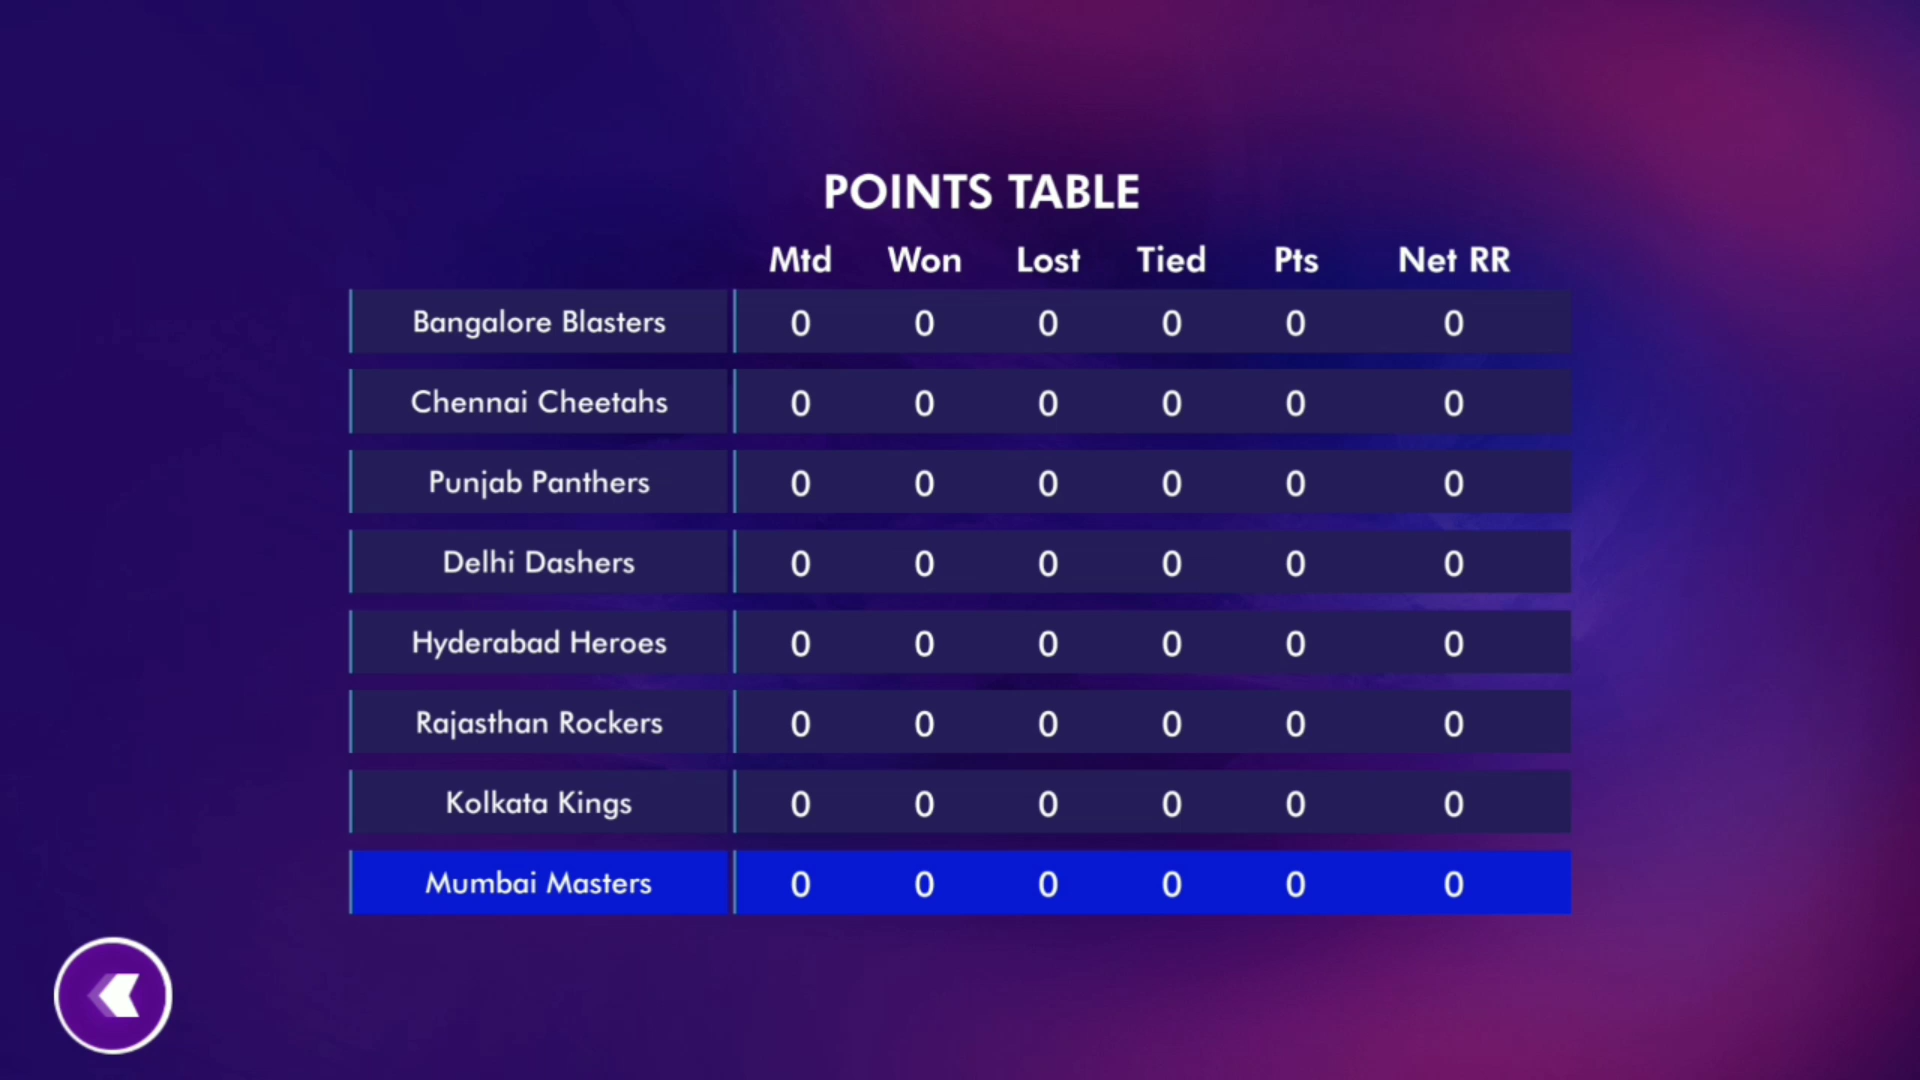 POINTS TABLE
Mtd Won Lost Tied Pts Net RR
Bangalore Blasters 0 0 0 0 0 0
Chennai Cheetahs 0 0 0 0 0 0
Punjab Panthers 0 0 0 0 0 0
Delhi Dashers 0 0 0 0 0 0
Hyderabad Heroes 0 0 0 0 0 0
Rajasthan Rockers 0 0 0 0 0 0
Kolkata Kings 0 0 0 0 0 0
Mumbai Masters 0 0 0 0 0 0